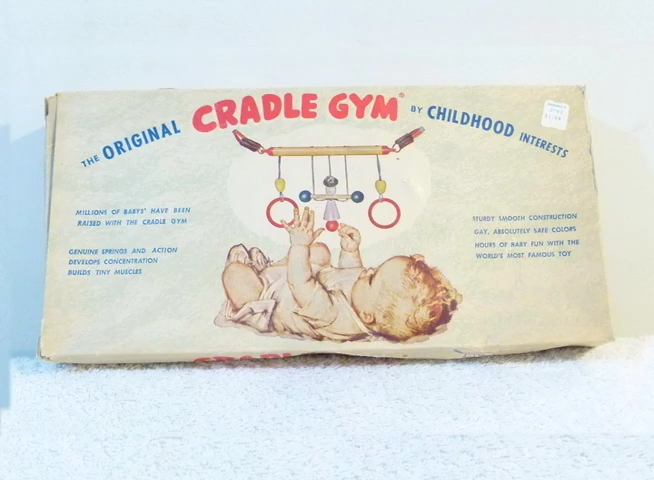 THE ORIGINAL CRADLE GYM® BY CHILDHOOD INTERESTS
MILLIONS OF BABYS' HAVE BEEN
RAISED WITH THE CRADLE GYM
GENUINE SPRINGS AND ACTION
DEVELOPS CONCENTRATION
BUILDS TINY MUSCLES
STURDY SMOOTH CONSTRUCTION
GAY, ABSOLUTELY SAFE COLORS
HOURS OF BABY FUN WITH THE
WORLD'S MOST FAMOUS TOY
CRADLE